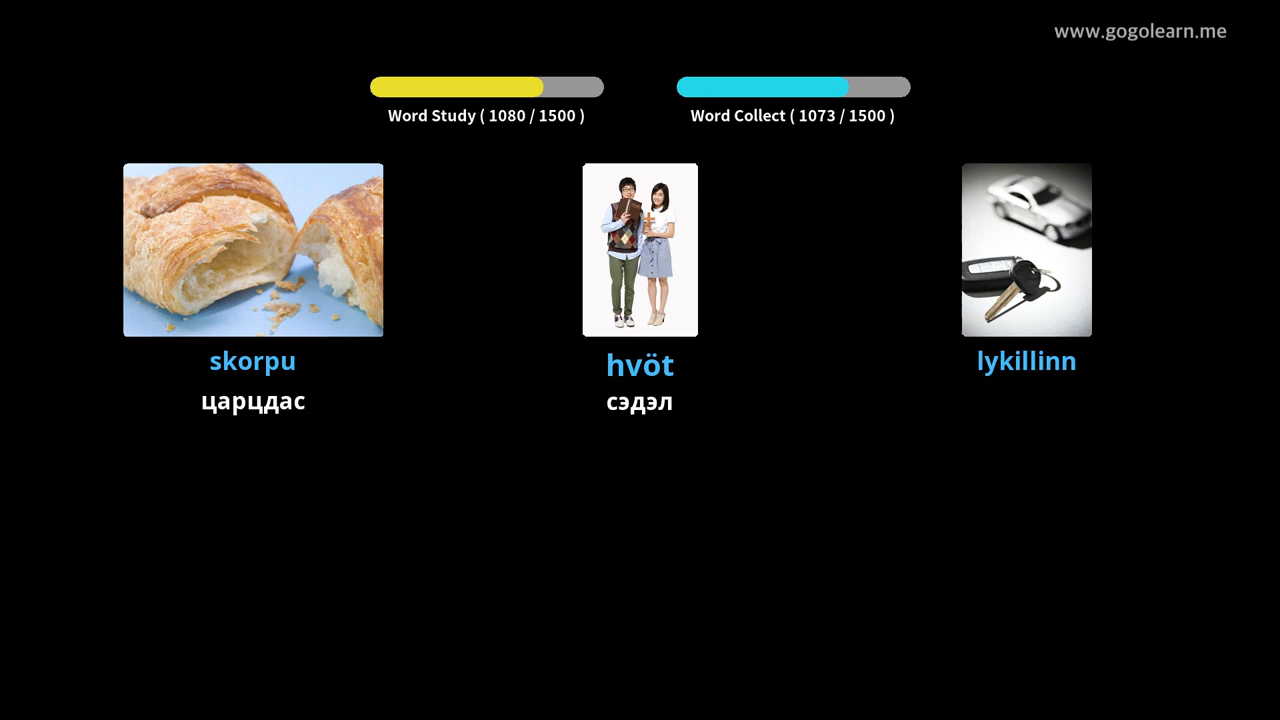 www.gogolearn.me
Word Study ( 1080 / 1500 )
Word Collect ( 1073 / 1500 )
skorpu
hvöt
lykillinn
царцдас
сэдэл